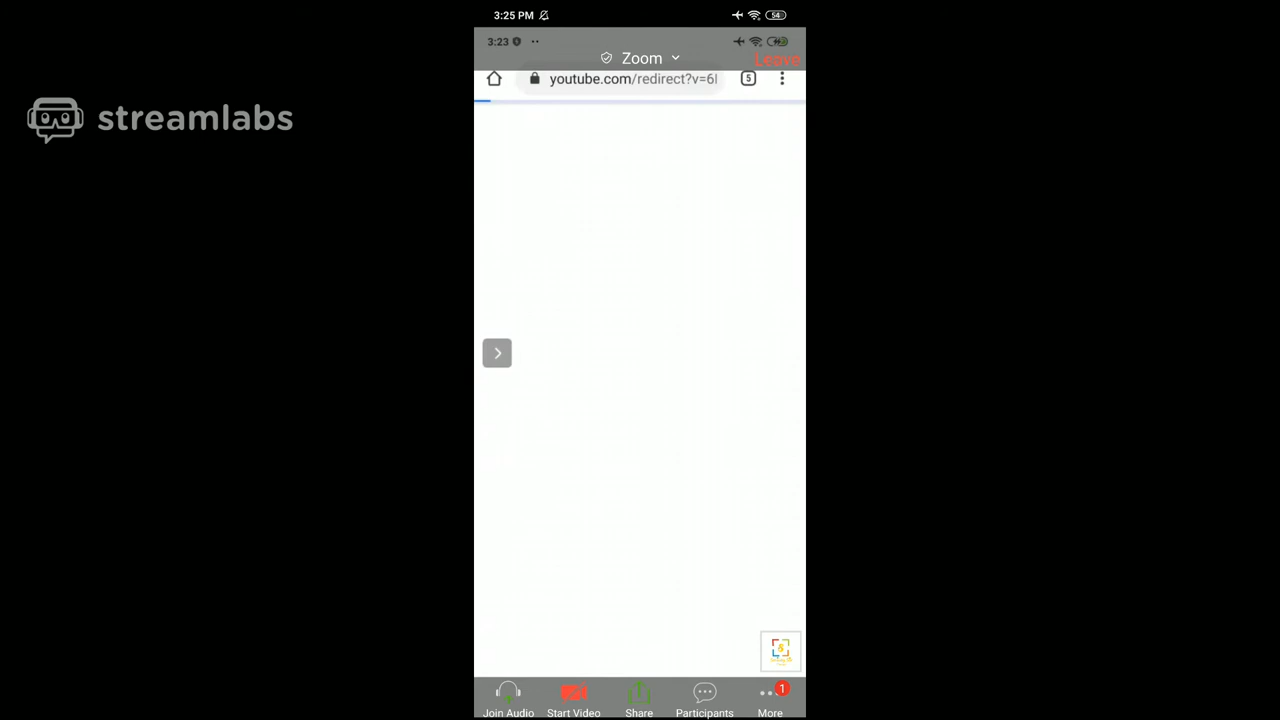 3:25 PM 54
3:23
Zoom
Leave
streamlabs
youtube.com/redirect?v=6l
5
1
Join Audio Start Video Share Participants More